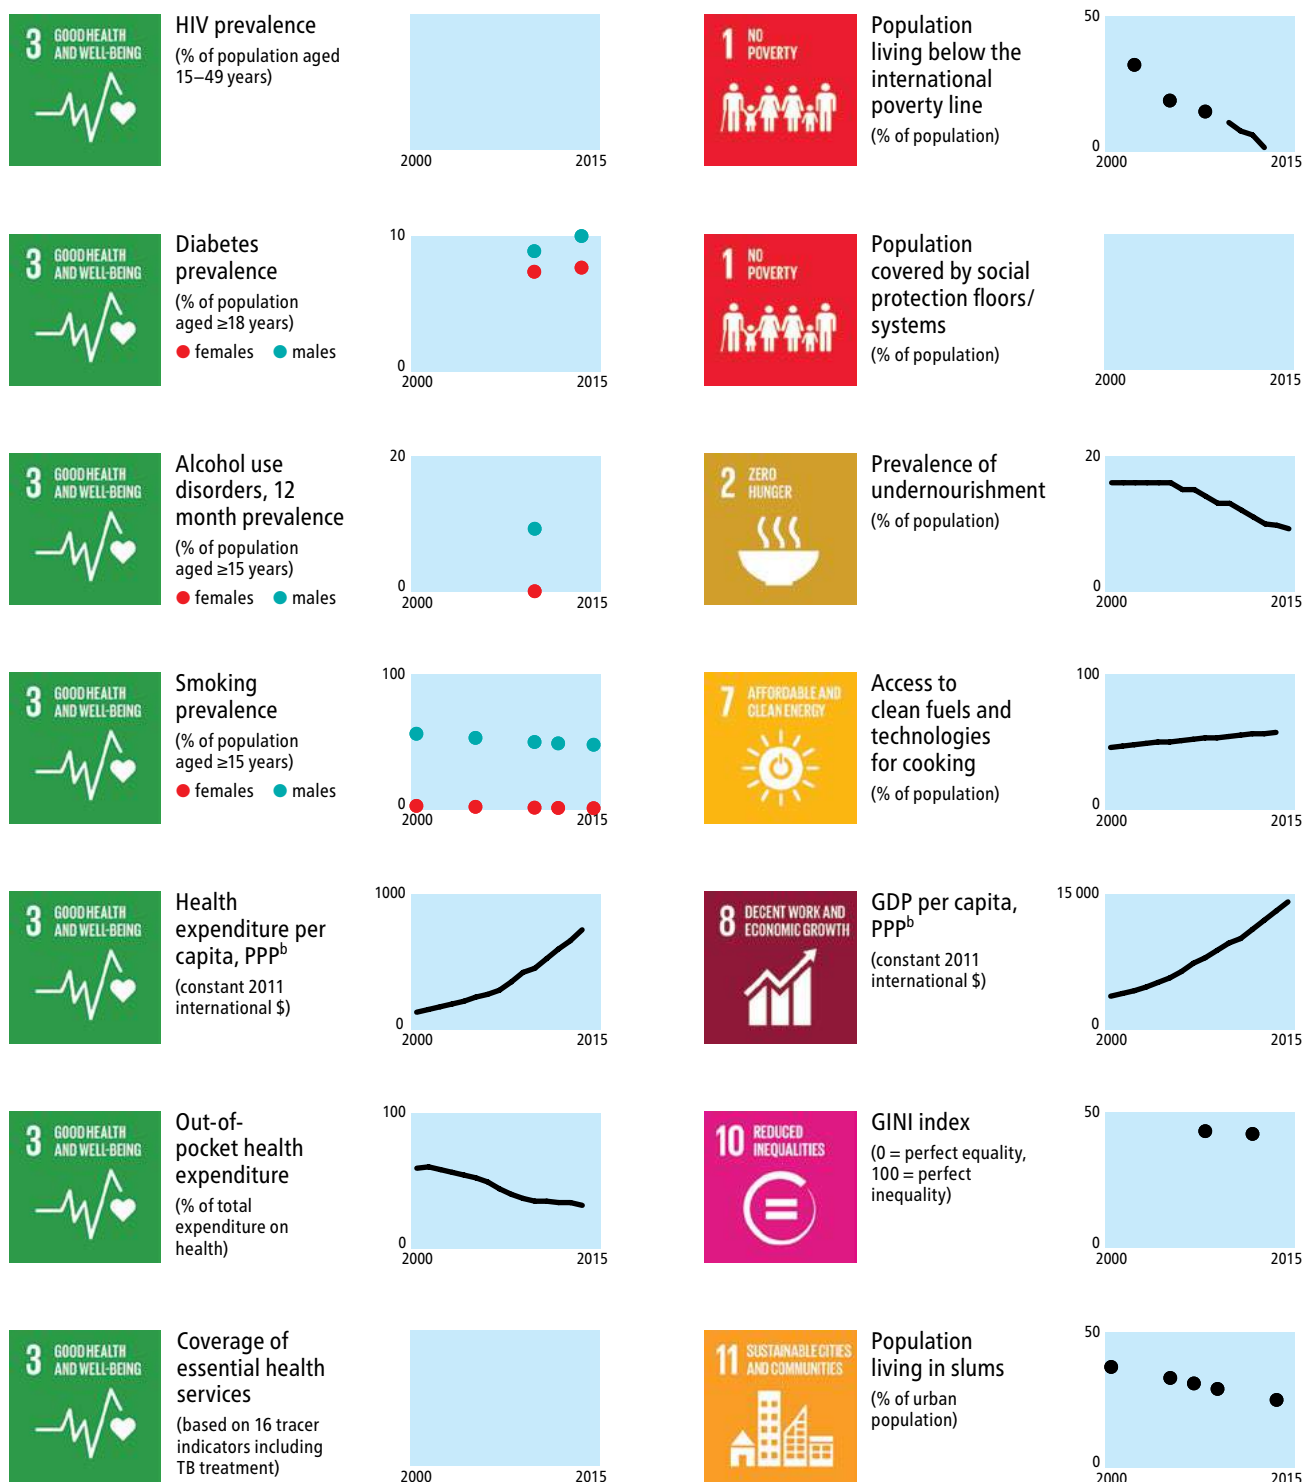 3 GOOD HEALTH
AND WELL-BEING
HIV prevalence
(% of population aged
15–49 years)
2000 2015
1 NO
POVERTY
Population
living below the
international
poverty line
(% of population)
50
0
2000 2015
3 GOOD HEALTH
AND WELL-BEING
Diabetes
prevalence
(% of population
aged ≥18 years)
females males
10
0
2000 2015
1 NO
POVERTY
Population
covered by social
protection floors/
systems
(% of population)
2000 2015
3 GOOD HEALTH
AND WELL-BEING
Alcohol use
disorders, 12
month prevalence
(% of population
aged ≥15 years)
females males
20
0
2000 2015
2 ZERO
HUNGER
Prevalence of
undernourishment
(% of population)
20
0
2000 2015
3 GOOD HEALTH
AND WELL-BEING
Smoking
prevalence
(% of population
aged ≥15 years)
females males
100
0
2000 2015
7 AFFORDABLE AND
CLEAN ENERGY
Access to
clean fuels and
technologies
for cooking
(% of population)
100
0
2000 2015
3 GOOD HEALTH
AND WELL-BEING
Health
expenditure per
capita, PPPᵇ
(constant 2011
international $)
1000
0
2000 2015
8 DECENT WORK AND
ECONOMIC GROWTH
GDP per capita,
PPPᵇ
(constant 2011
international $)
15 000
0
2000 2015
3 GOOD HEALTH
AND WELL-BEING
Out-of-
pocket health
expenditure
(% of total
expenditure on
health)
100
0
2000 2015
10 REDUCED
INEQUALITIES
GINI index
(0 = perfect equality,
100 = perfect
inequality)
50
0
2000 2015
3 GOOD HEALTH
AND WELL-BEING
Coverage of
essential health
services
(based on 16 tracer
indicators including
TB treatment)
2000 2015
11 SUSTAINABLE CITIES
AND COMMUNITIES
Population
living in slums
(% of urban
population)
50
0
2000 2015